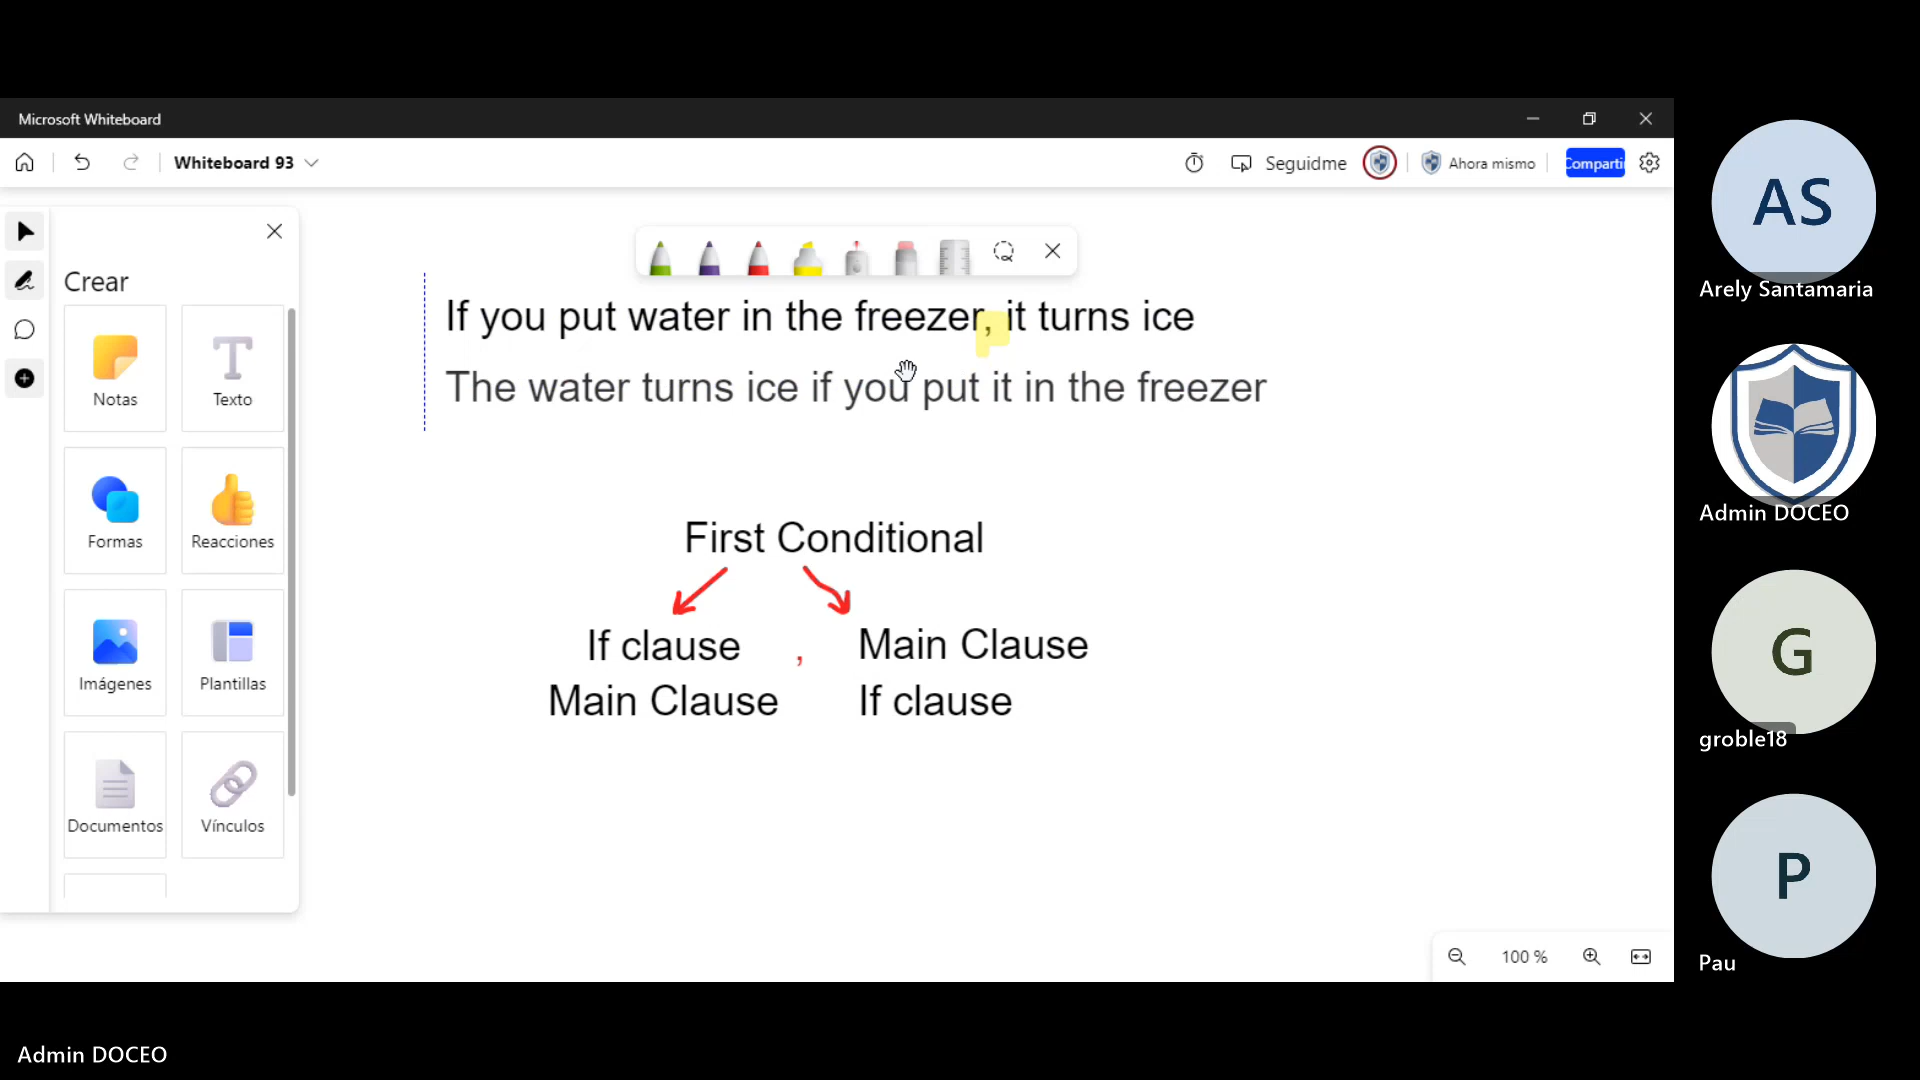 Microsoft Whiteboard
Whiteboard 93
Seguidme
Ahora mismo
Comparti
Crear
Notas
Texto
Formas
Reacciones
Imágenes
Plantillas
Documentos
Vínculos
If you put water in the freezer, it turns ice
The water turns ice if you put it in the freezer
First Conditional
If clause , Main Clause
Main Clause If clause
100 %
AS
Arely Santamaria
Admin DOCEO
G
groble18
P
Pau
Admin DOCEO